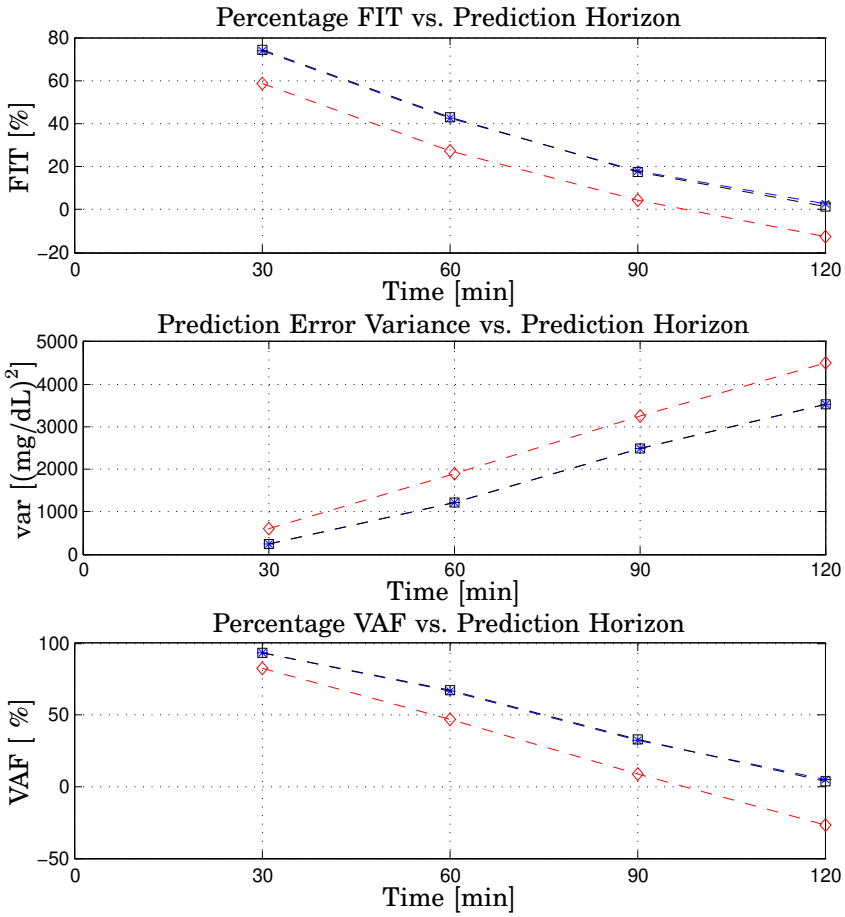 Percentage FIT vs. Prediction Horizon
80
60
40
20
0
−20
FIT [%]
0 30 60 90 120
Time [min]
Prediction Error Variance vs. Prediction Horizon
5000
4000
3000
2000
1000
0
var [(mg/dL)²]
0 30 60 90 120
Time [min]
Percentage VAF vs. Prediction Horizon
100
50
0
−50
VAF [ %]
0 30 60 90 120
Time [min]